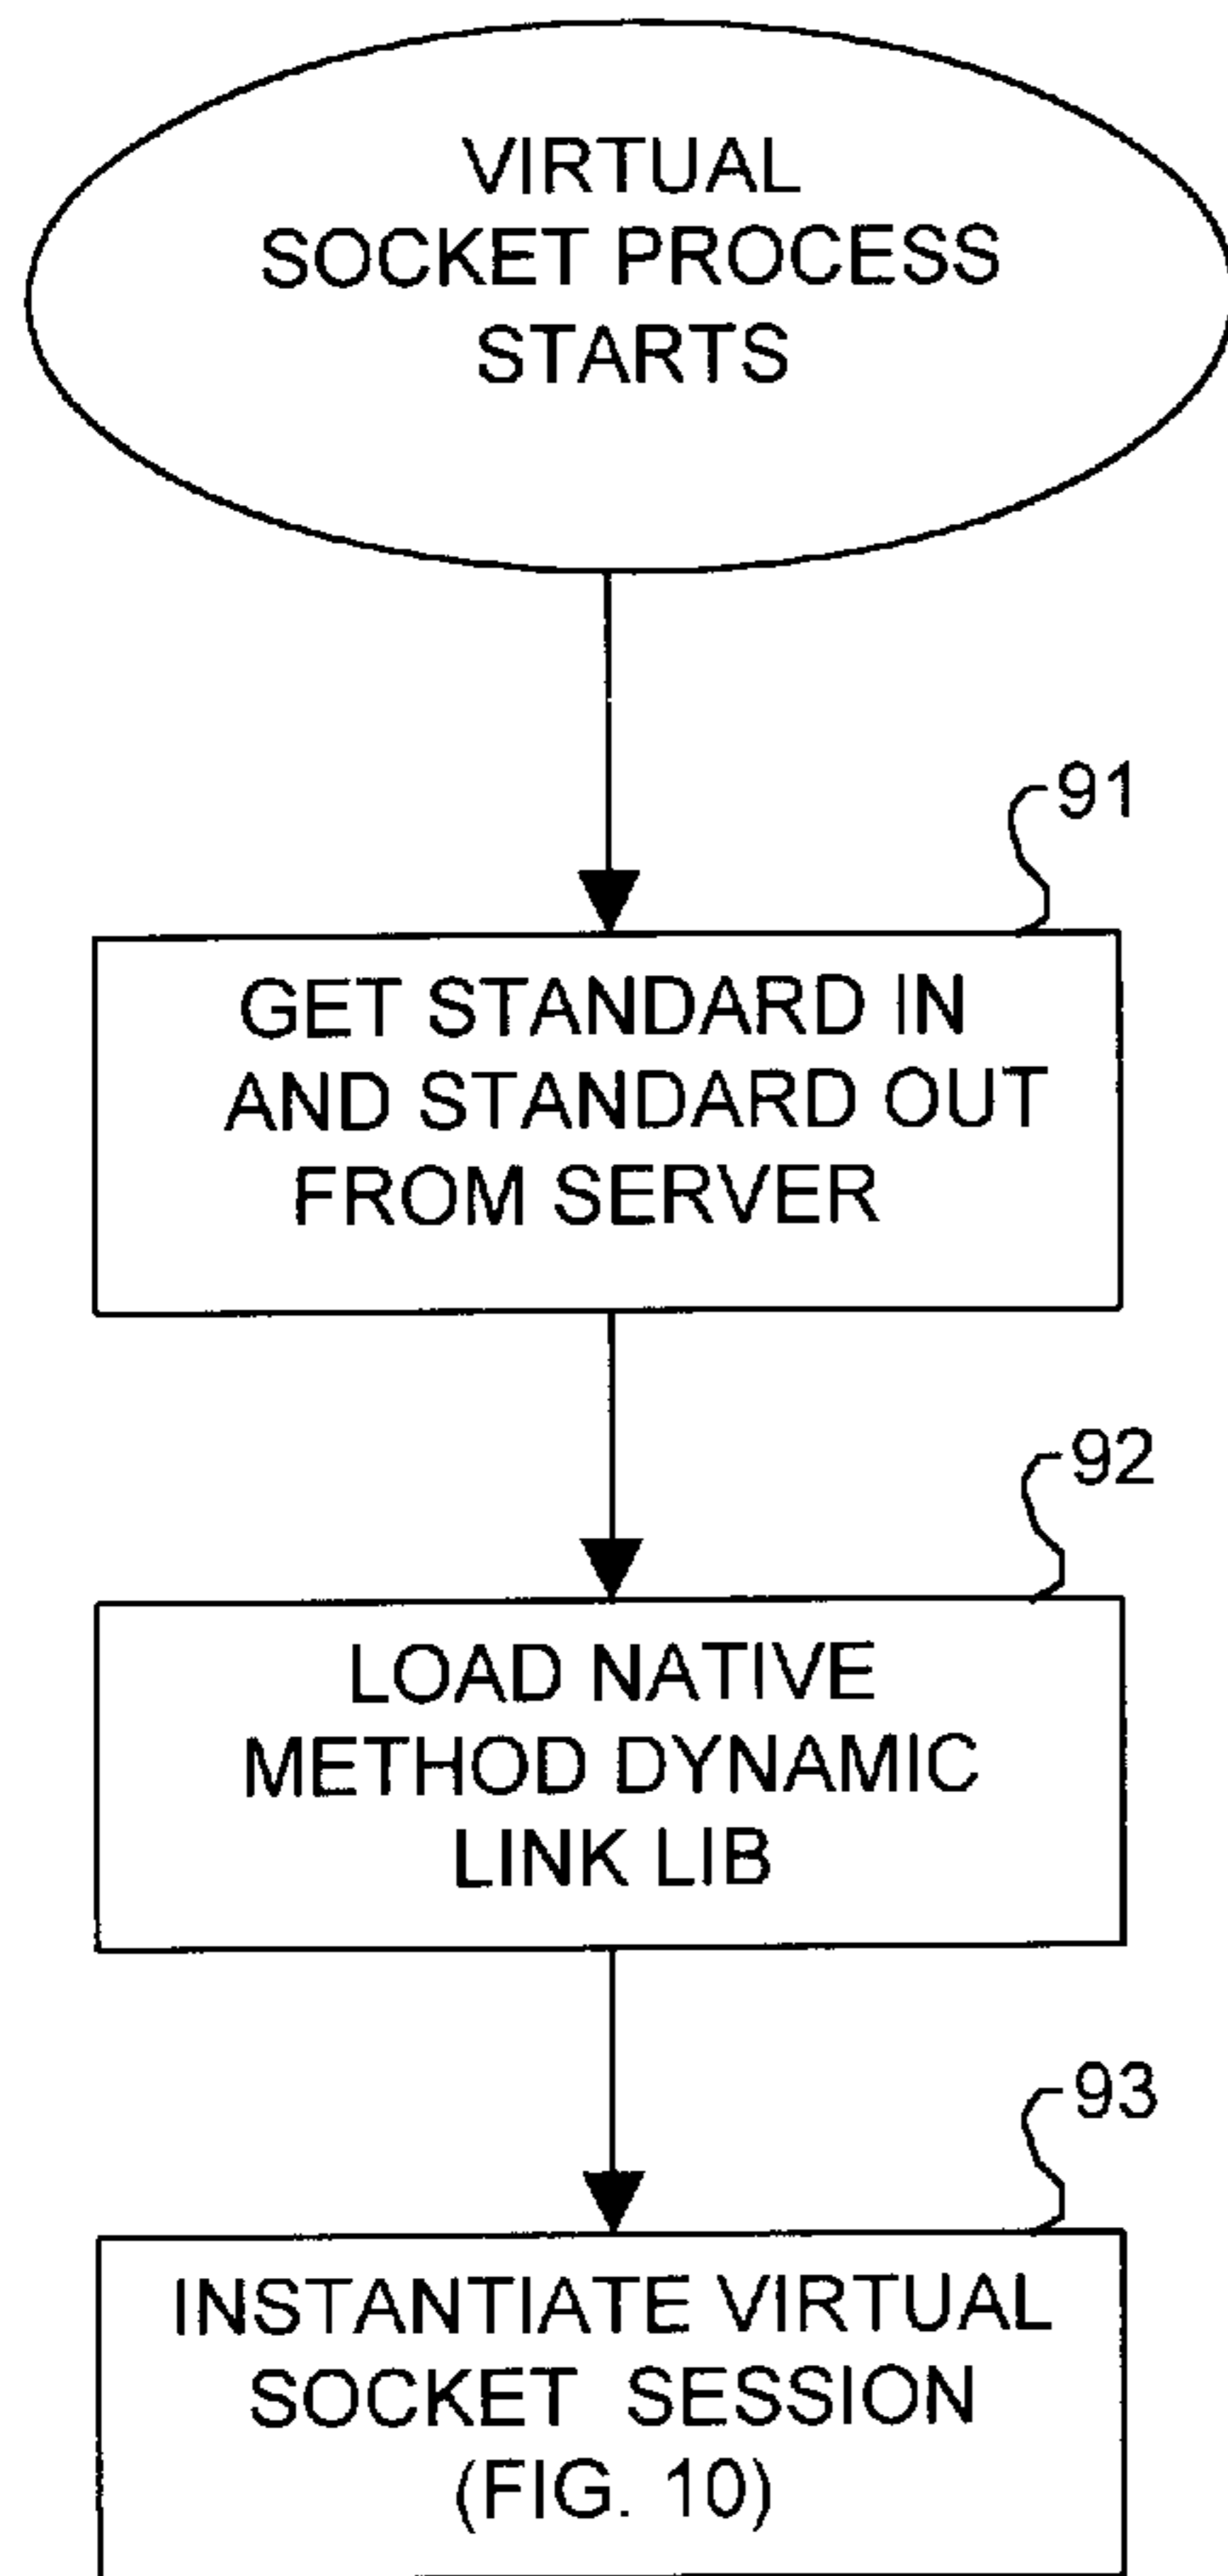 VIRTUAL
SOCKET PROCESS
STARTS
91
GET STANDARD IN
AND STANDARD OUT
FROM SERVER
92
LOAD NATIVE
METHOD DYNAMIC
LINK LIB
93
INSTANTIATE VIRTUAL
SOCKET SESSION
(FIG. 10)